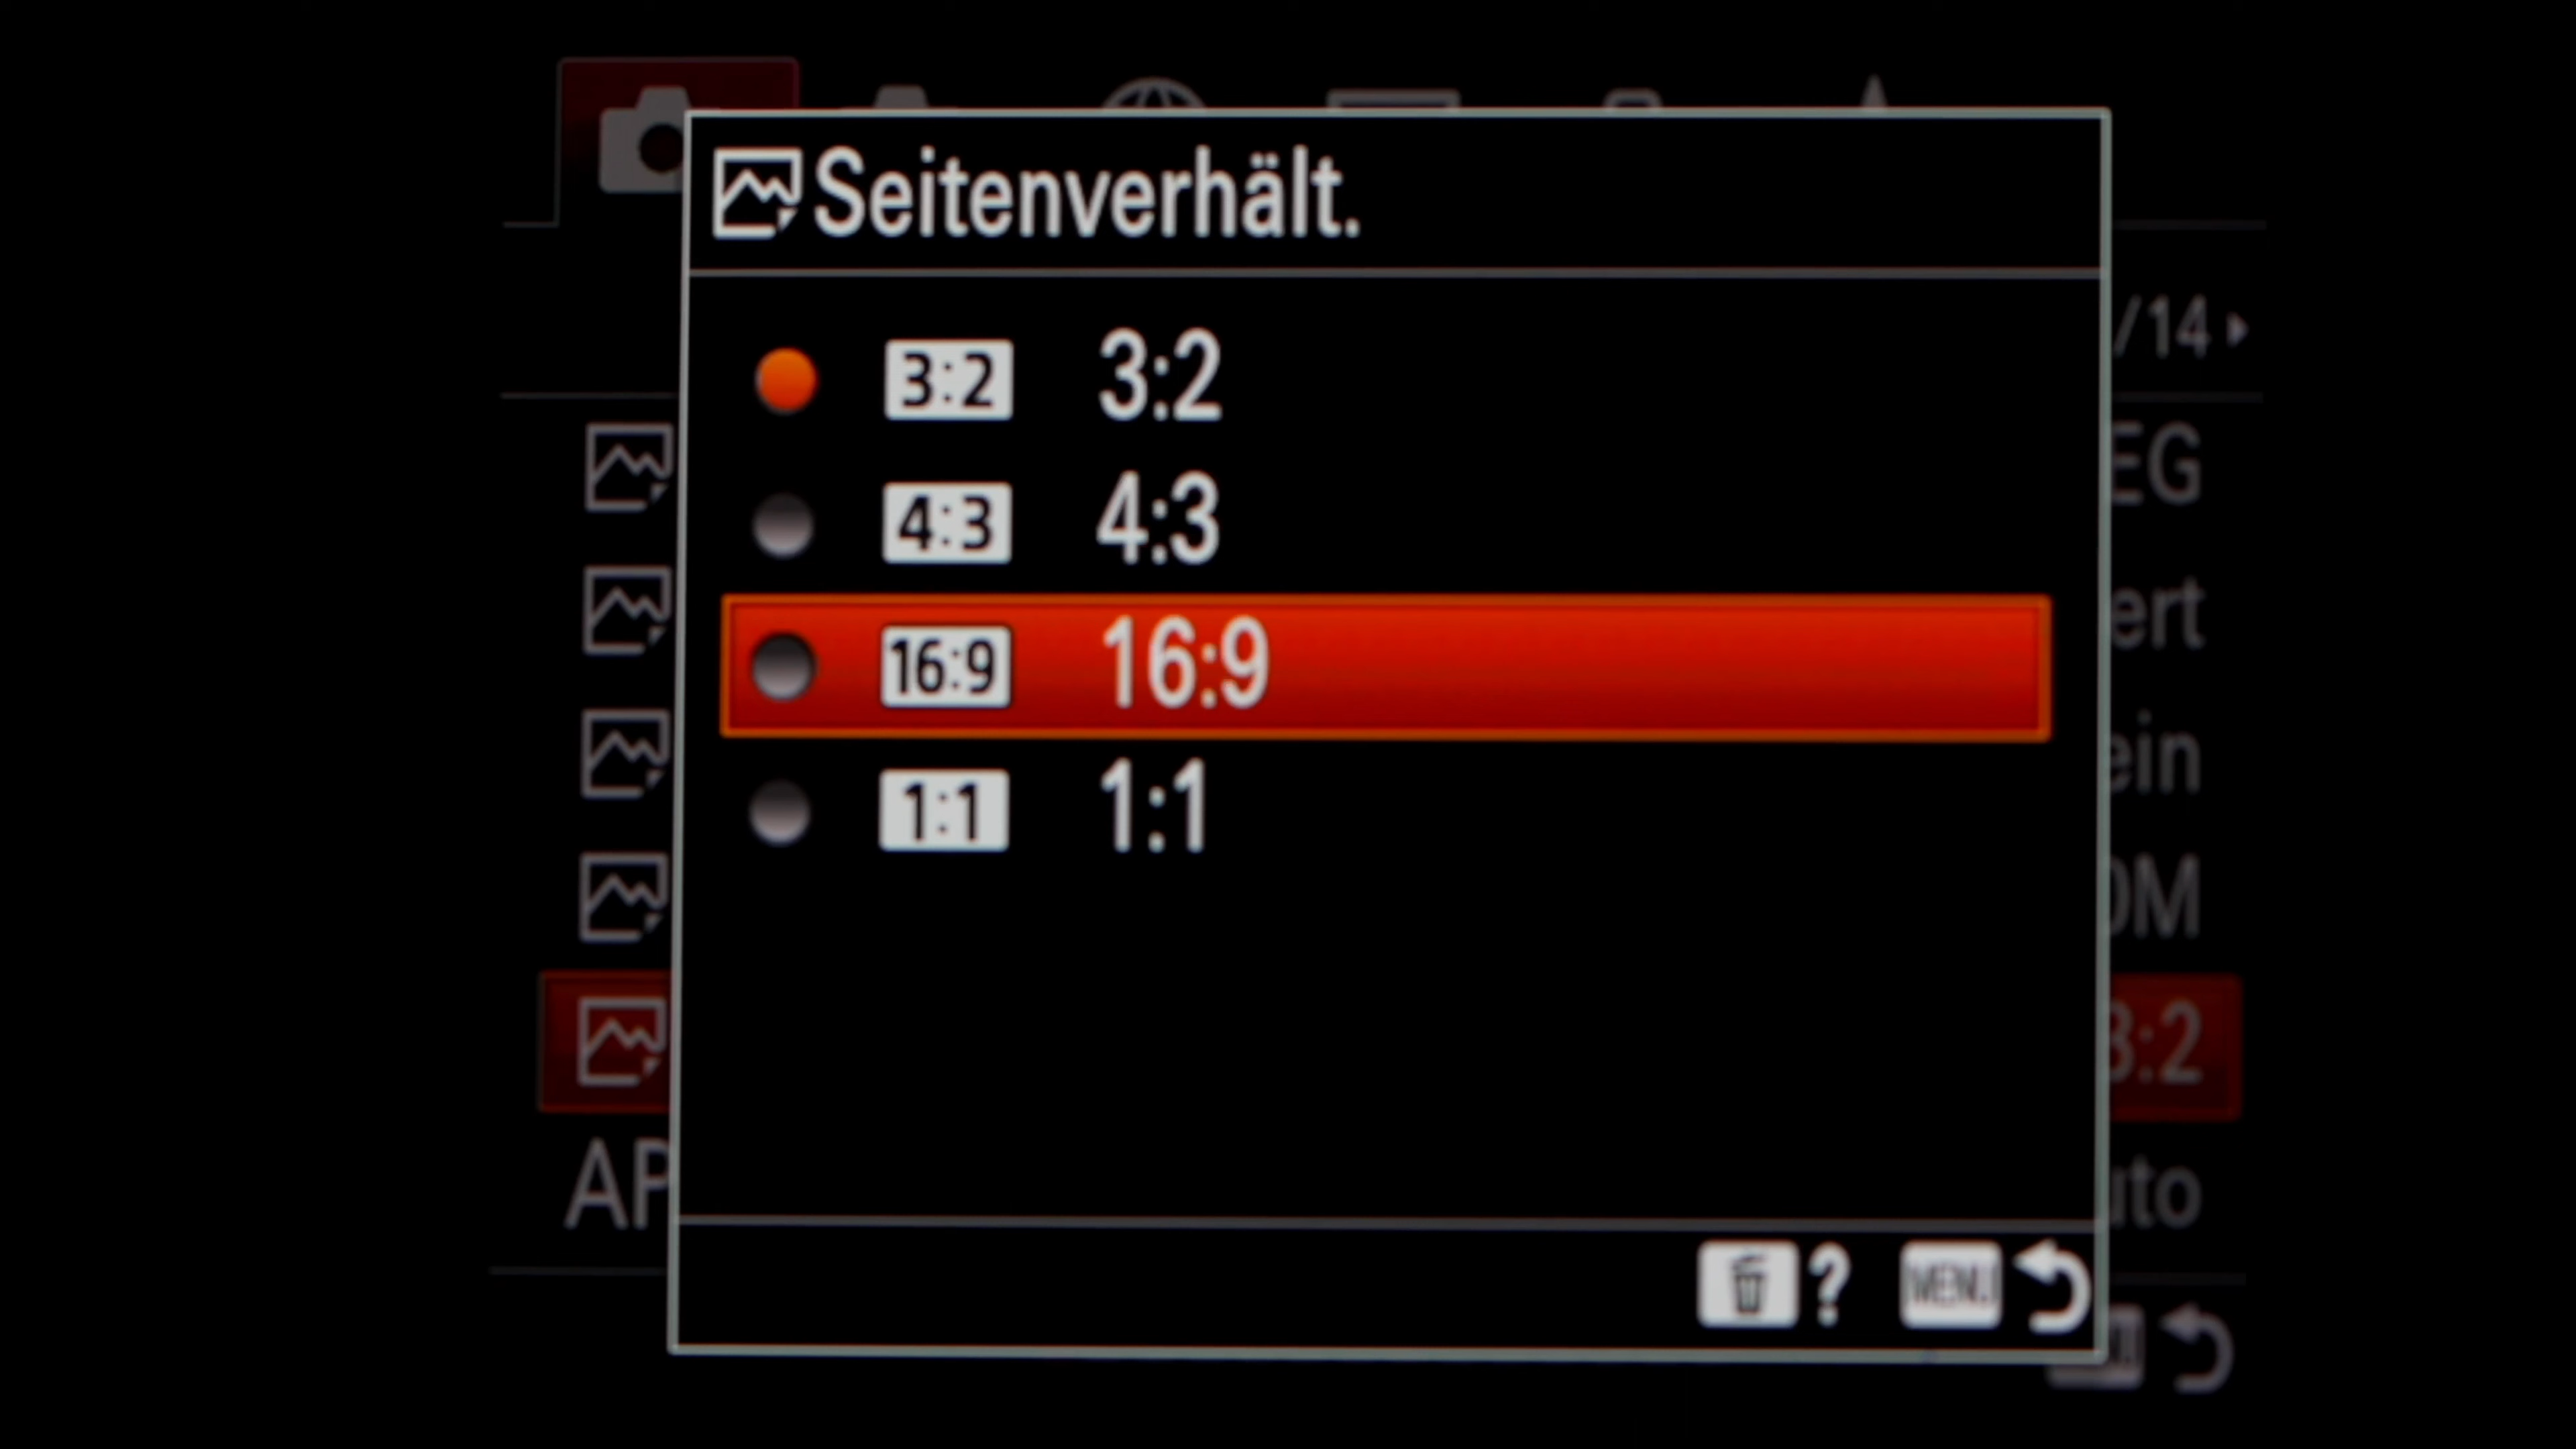 Seitenverhält.
/14
3:2 3:2
EG
4:3 4:3
ert
16:9 16:9
ein
1:1 1:1
3:2
AP
uto
? MENU